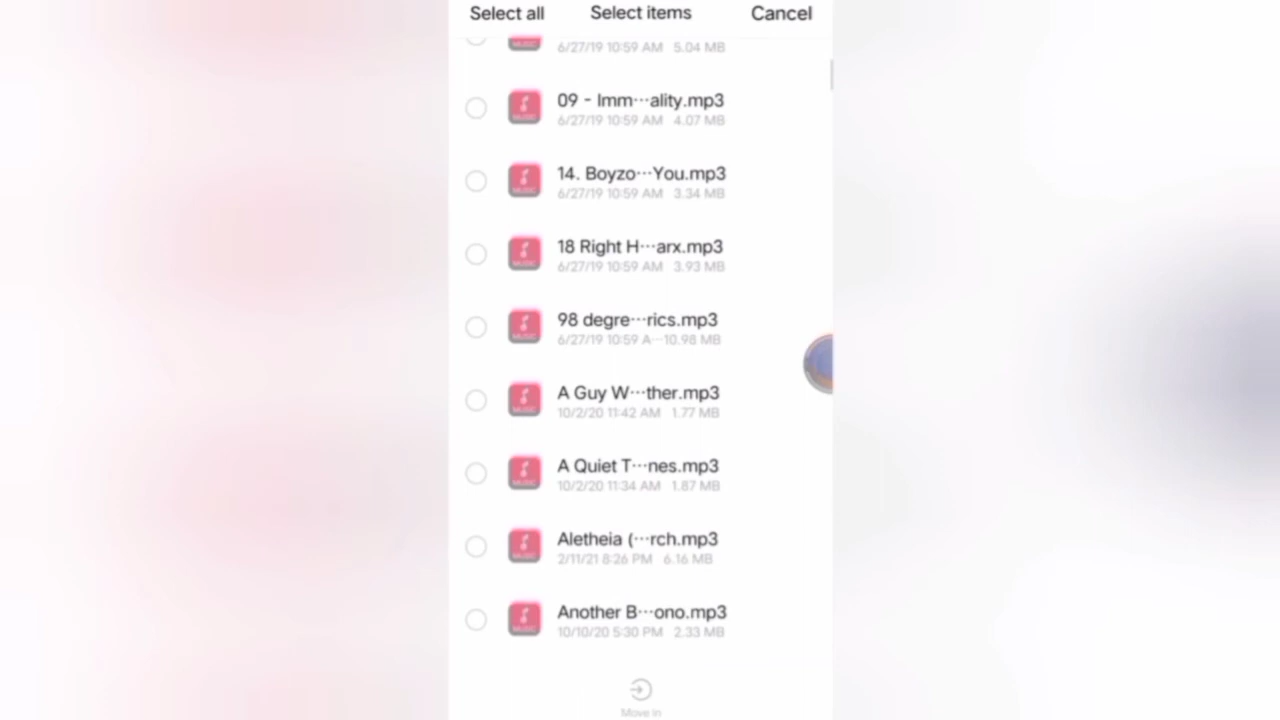 Select all Select items Cancel
6/27/19 10:59 AM 5.04 MB
09 - Imm···ality.mp3
6/27/19 10:59 AM 4.07 MB
14. Boyzo···You.mp3
6/27/19 10:59 AM 3.34 MB
18 Right H···arx.mp3
6/27/19 10:59 AM 3.93 MB
98 degre···rics.mp3
6/27/19 10:59 A···10.98 MB
A Guy W···ther.mp3
10/2/20 11:42 AM 1.77 MB
A Quiet T···nes.mp3
10/2/20 11:34 AM 1.87 MB
Aletheia (···rch.mp3
2/11/21 8:26 PM 6.16 MB
Another B···ono.mp3
10/10/20 5:30 PM 2.33 MB
Move in